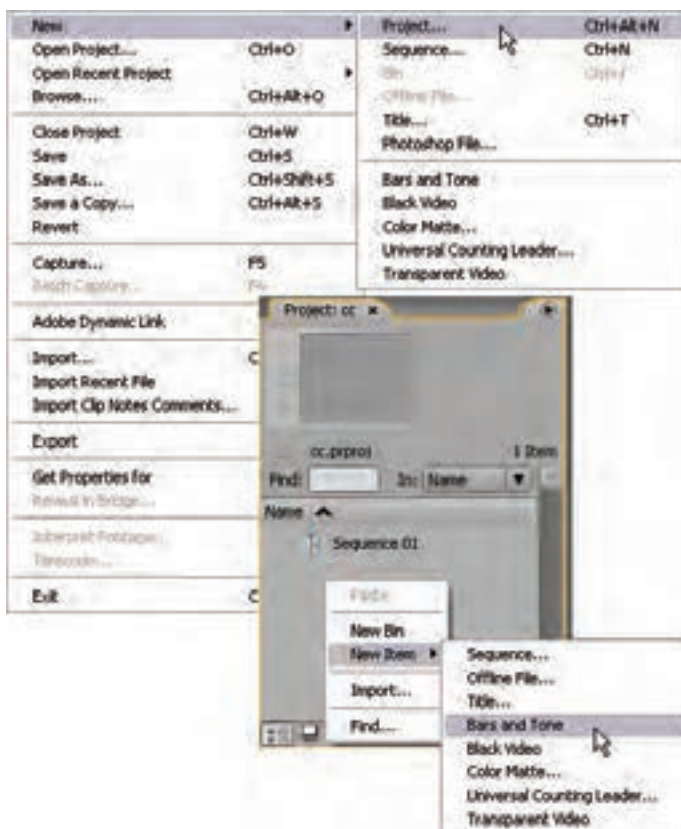 New
Open Project... Ctrl+O
Open Recent Project
Browse... Ctrl+Alt+O
Close Project Ctrl+W
Save Ctrl+S
Save As... Ctrl+Shift+S
Save a Copy... Ctrl+Alt+S
Revert
Capture... F5
Batch Capture... F6
Adobe Dynamic Link
Import... C
Import Recent File
Import Clip Notes Comments...
Export
Get Properties for
Reveal in Bridge...
Interpret Footage...
Timecode...
Exit C
Project... Ctrl+Alt+N
Sequence... Ctrl+N
Bin Ctrl+/
Offline File...
Title... Ctrl+T
Photoshop File...
Bars and Tone
Black Video
Color Matte...
Universal Counting Leader...
Transparent Video
Project: cc
cc.prproj 1 Item
Find: In: Name
Name
Sequence 01
Paste
New Bin
New Item
Import...
Find...
Sequence...
Offline File...
Title...
Bars and Tone
Black Video
Color Matte...
Universal Counting Leader...
Transparent Video